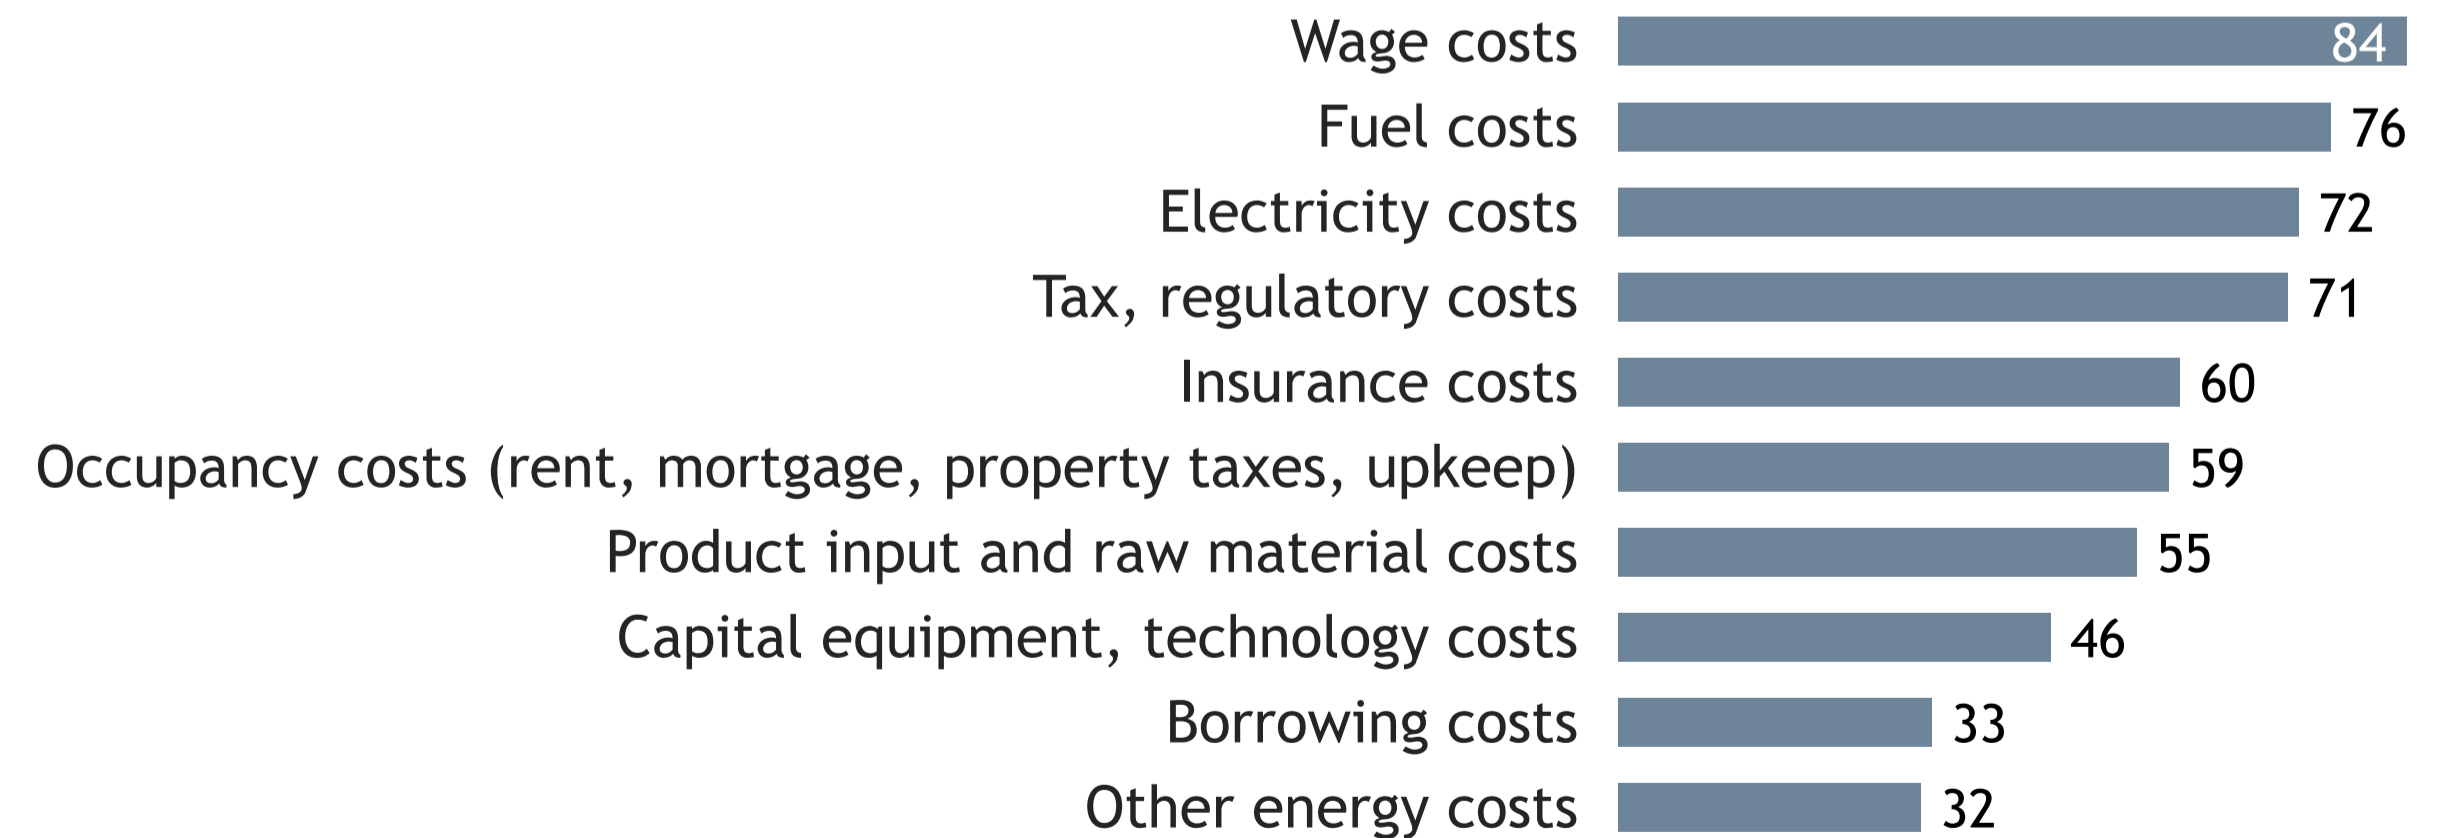 Wage costs 84
Fuel costs 76
Electricity costs 72
Tax, regulatory costs 71
Insurance costs 60
Occupancy costs (rent, mortgage, property taxes, upkeep) 59
Product input and raw material costs 55
Capital equipment, technology costs 46
Borrowing costs 33
Other energy costs 32